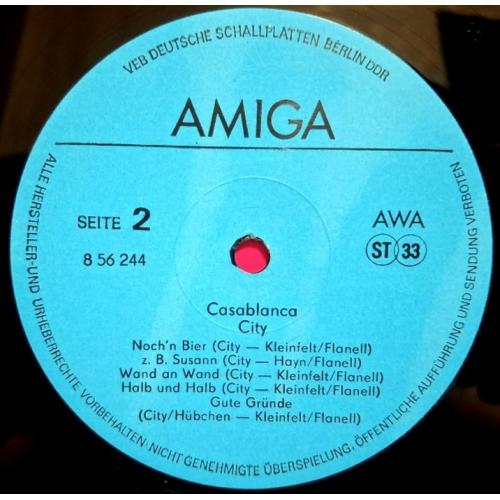 VEB DEUTSCHE SCHALLPLATTEN BERLIN DDR
AMIGA
SEITE 2
8 56 244
AWA
ST 33
Casablanca
City
Noch'n Bier (City — Kleinfelt/Flanell)
z. B. Susann (City — Hayn/Flanell)
Wand an Wand (City — Kleinfelt/Flanell)
Halb und Halb (City — Kleinfelt/Flanell)
Gute Gründe
(City/Hübchen — Kleinfelt/Flanell)
ALLE HERSTELLER-UND URHEBERRECHTE VORBEHALTEN·NICHT GENEHMIGTE ÜBERSPIELUNG, ÖFFENTLICHE AUFFÜHRUNG UND SENDUNG VERBOTEN